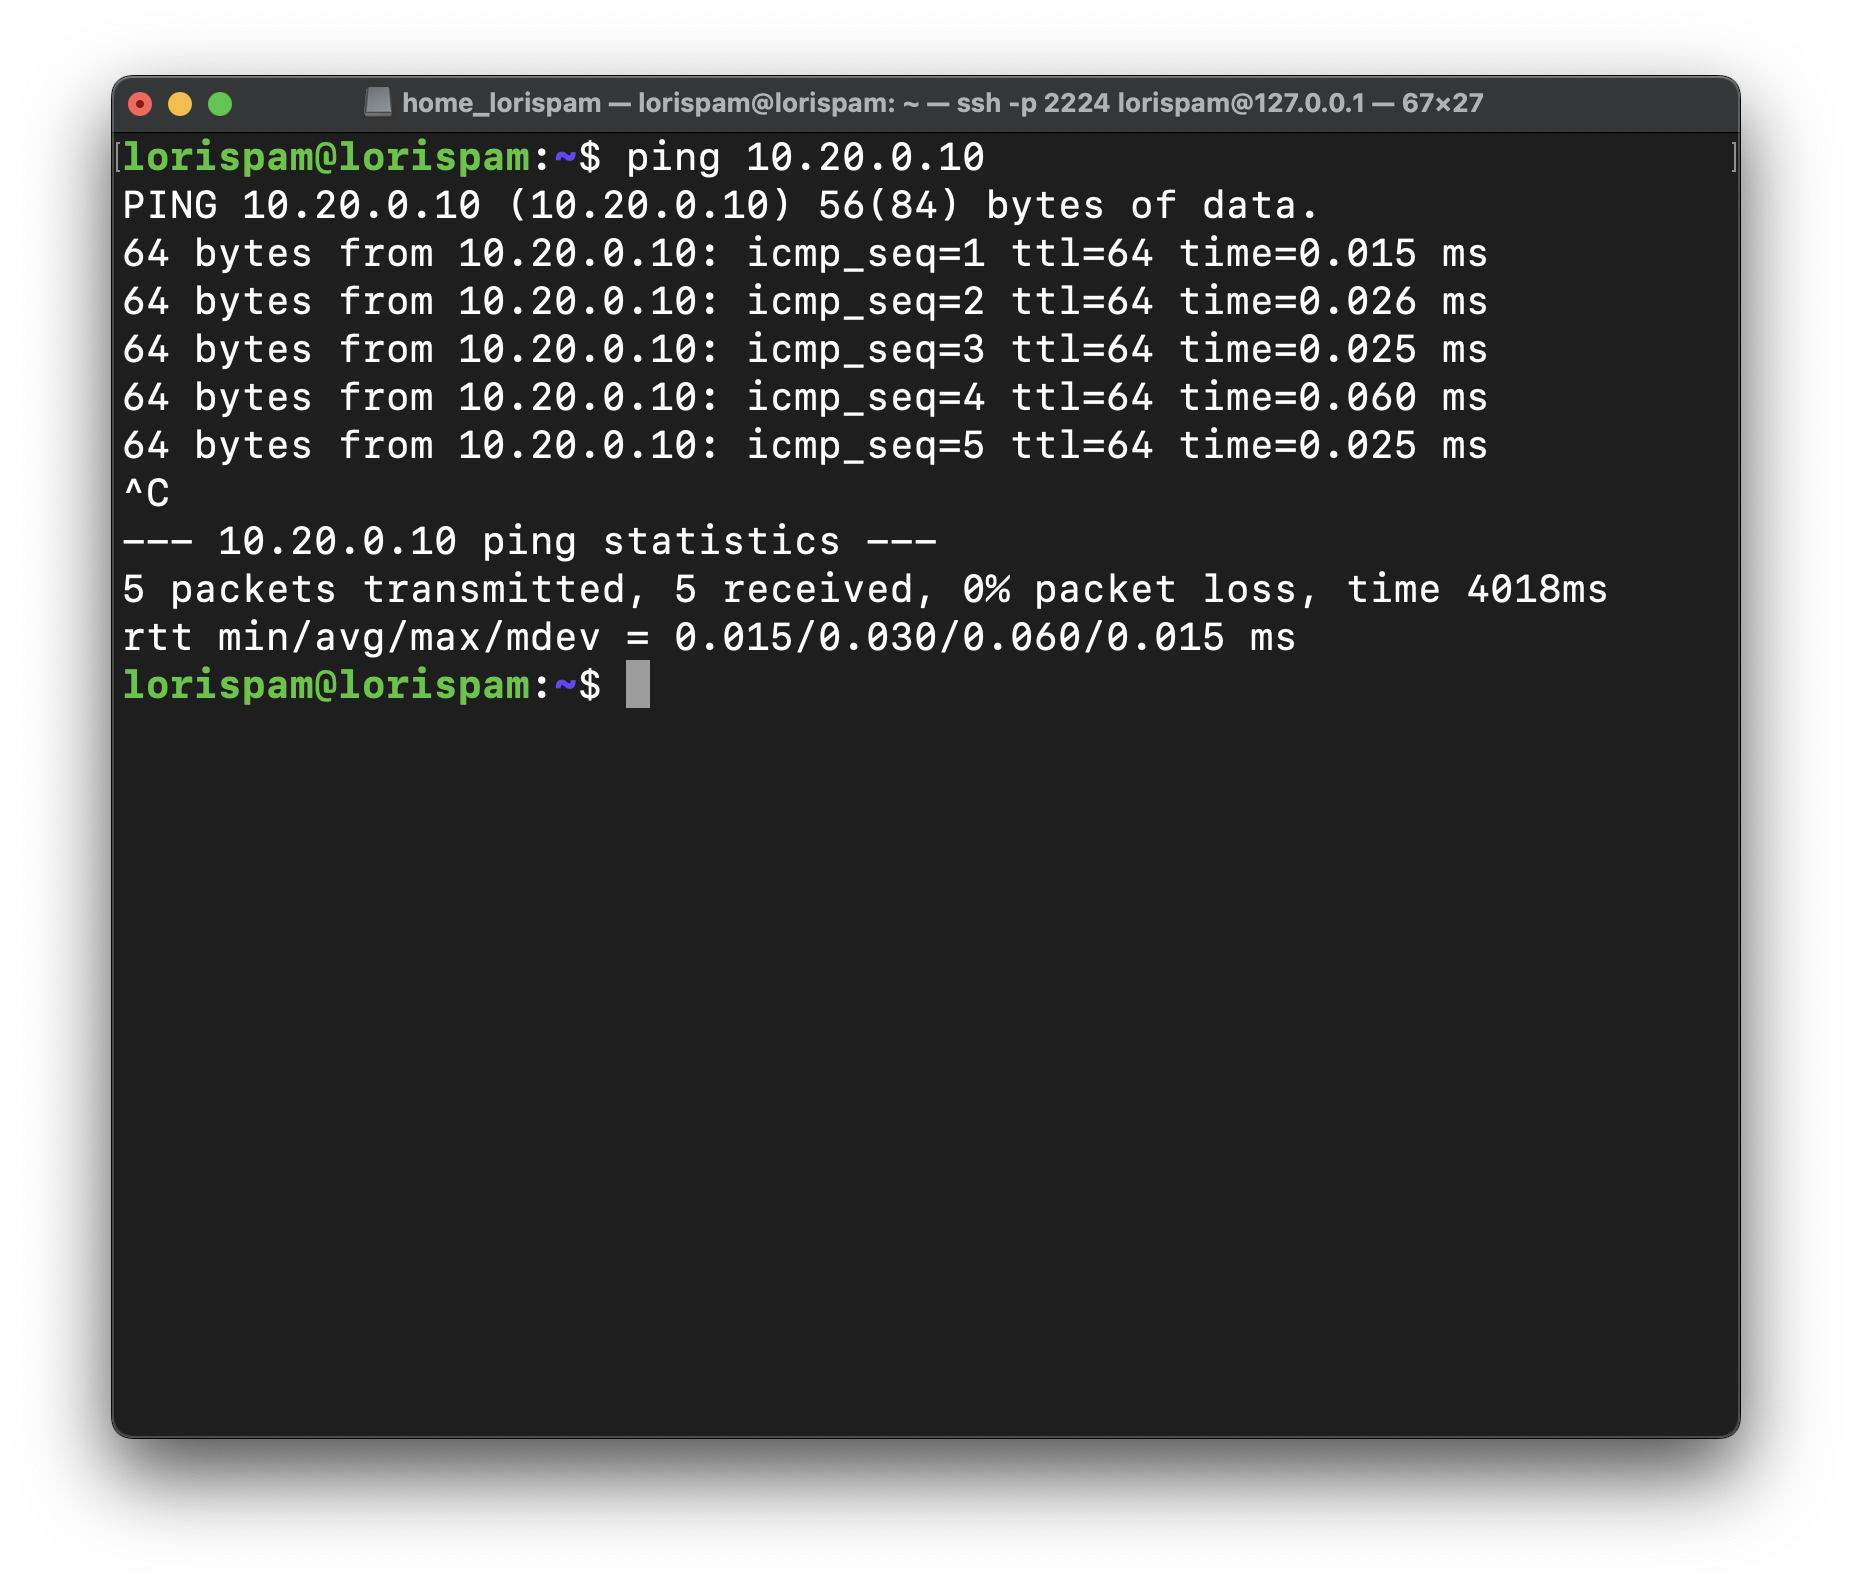 home_lorispam — lorispam@lorispam: ~ — ssh -p 2224 lorispam@127.0.0.1 — 67×27
[lorispam@lorispam:~$ ping 10.20.0.10 ]
PING 10.20.0.10 (10.20.0.10) 56(84) bytes of data.
64 bytes from 10.20.0.10: icmp_seq=1 ttl=64 time=0.015 ms
64 bytes from 10.20.0.10: icmp_seq=2 ttl=64 time=0.026 ms
64 bytes from 10.20.0.10: icmp_seq=3 ttl=64 time=0.025 ms
64 bytes from 10.20.0.10: icmp_seq=4 ttl=64 time=0.060 ms
64 bytes from 10.20.0.10: icmp_seq=5 ttl=64 time=0.025 ms
^C
--- 10.20.0.10 ping statistics ---
5 packets transmitted, 5 received, 0% packet loss, time 4018ms
rtt min/avg/max/mdev = 0.015/0.030/0.060/0.015 ms
lorispam@lorispam:~$